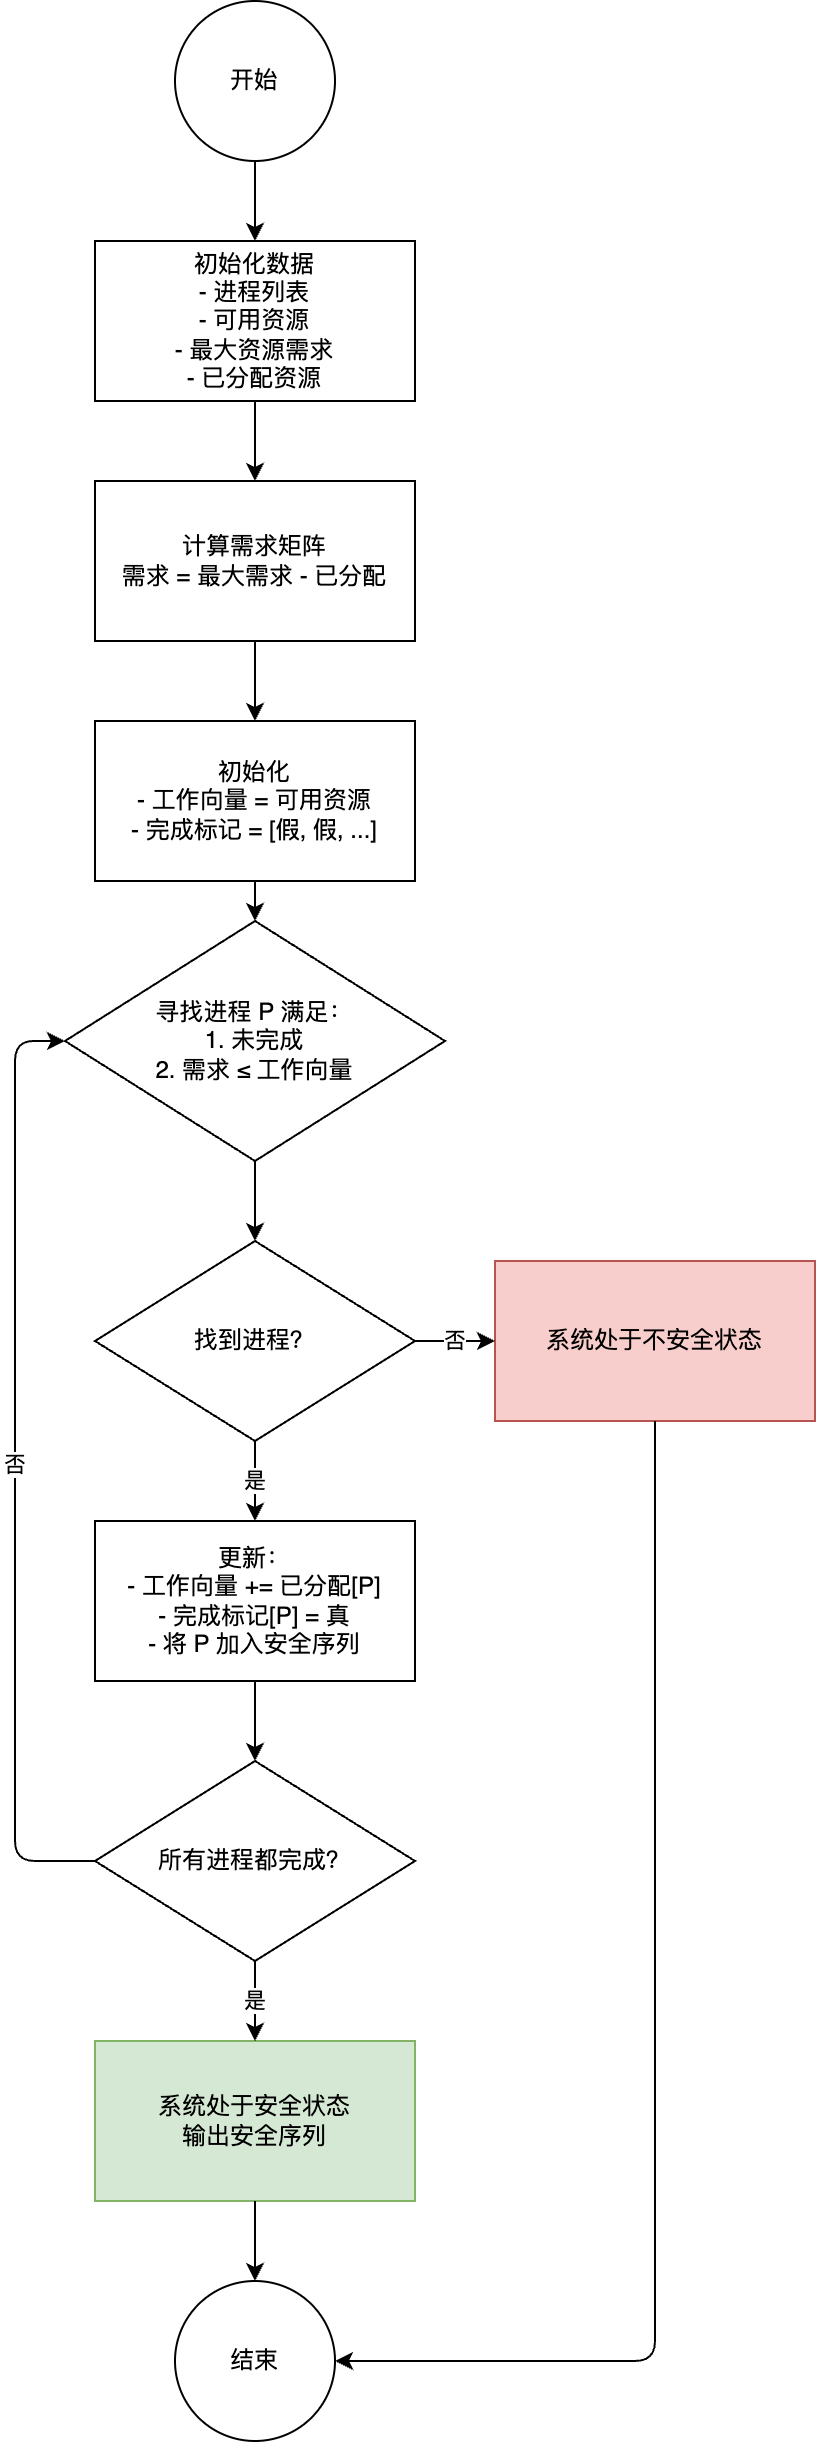 开始
初始化数据
- 进程列表
- 可用资源
- 最大资源需求
- 已分配资源
计算需求矩阵
需求 = 最大需求 - 已分配
初始化
- 工作向量 = 可用资源
- 完成标记 = [假, 假, ...]
寻找进程 P 满足：
1. 未完成
2. 需求 ≤ 工作向量
找到进程?
否
系统处于不安全状态
是
更新：
- 工作向量 += 已分配[P]
- 完成标记[P] = 真
- 将 P 加入安全序列
否
所有进程都完成?
是
系统处于安全状态
输出安全序列
结束